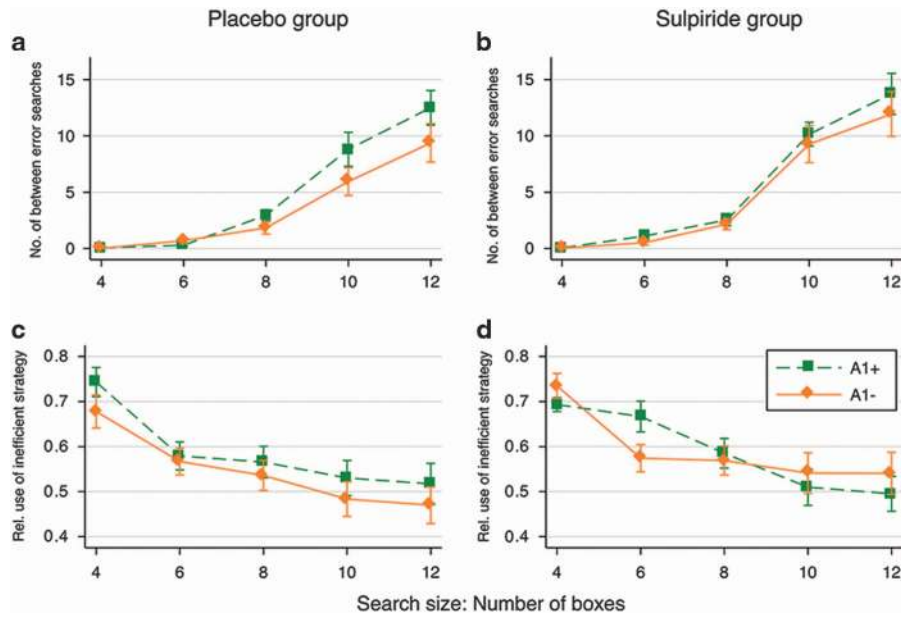 Placebo group
Sulpiride group
a
b
No. of between error searches
15
10
5
0
4 6 8 10 12
No. of between error searches
15
10
5
0
4 6 8 10 12
c
d
Rel. use of inefficient strategy
0.8
0.7
0.6
0.5
0.4
4 6 8 10 12
Rel. use of inefficient strategy
0.8
0.7
0.6
0.5
0.4
4 6 8 10 12
A1+
A1-
Search size: Number of boxes